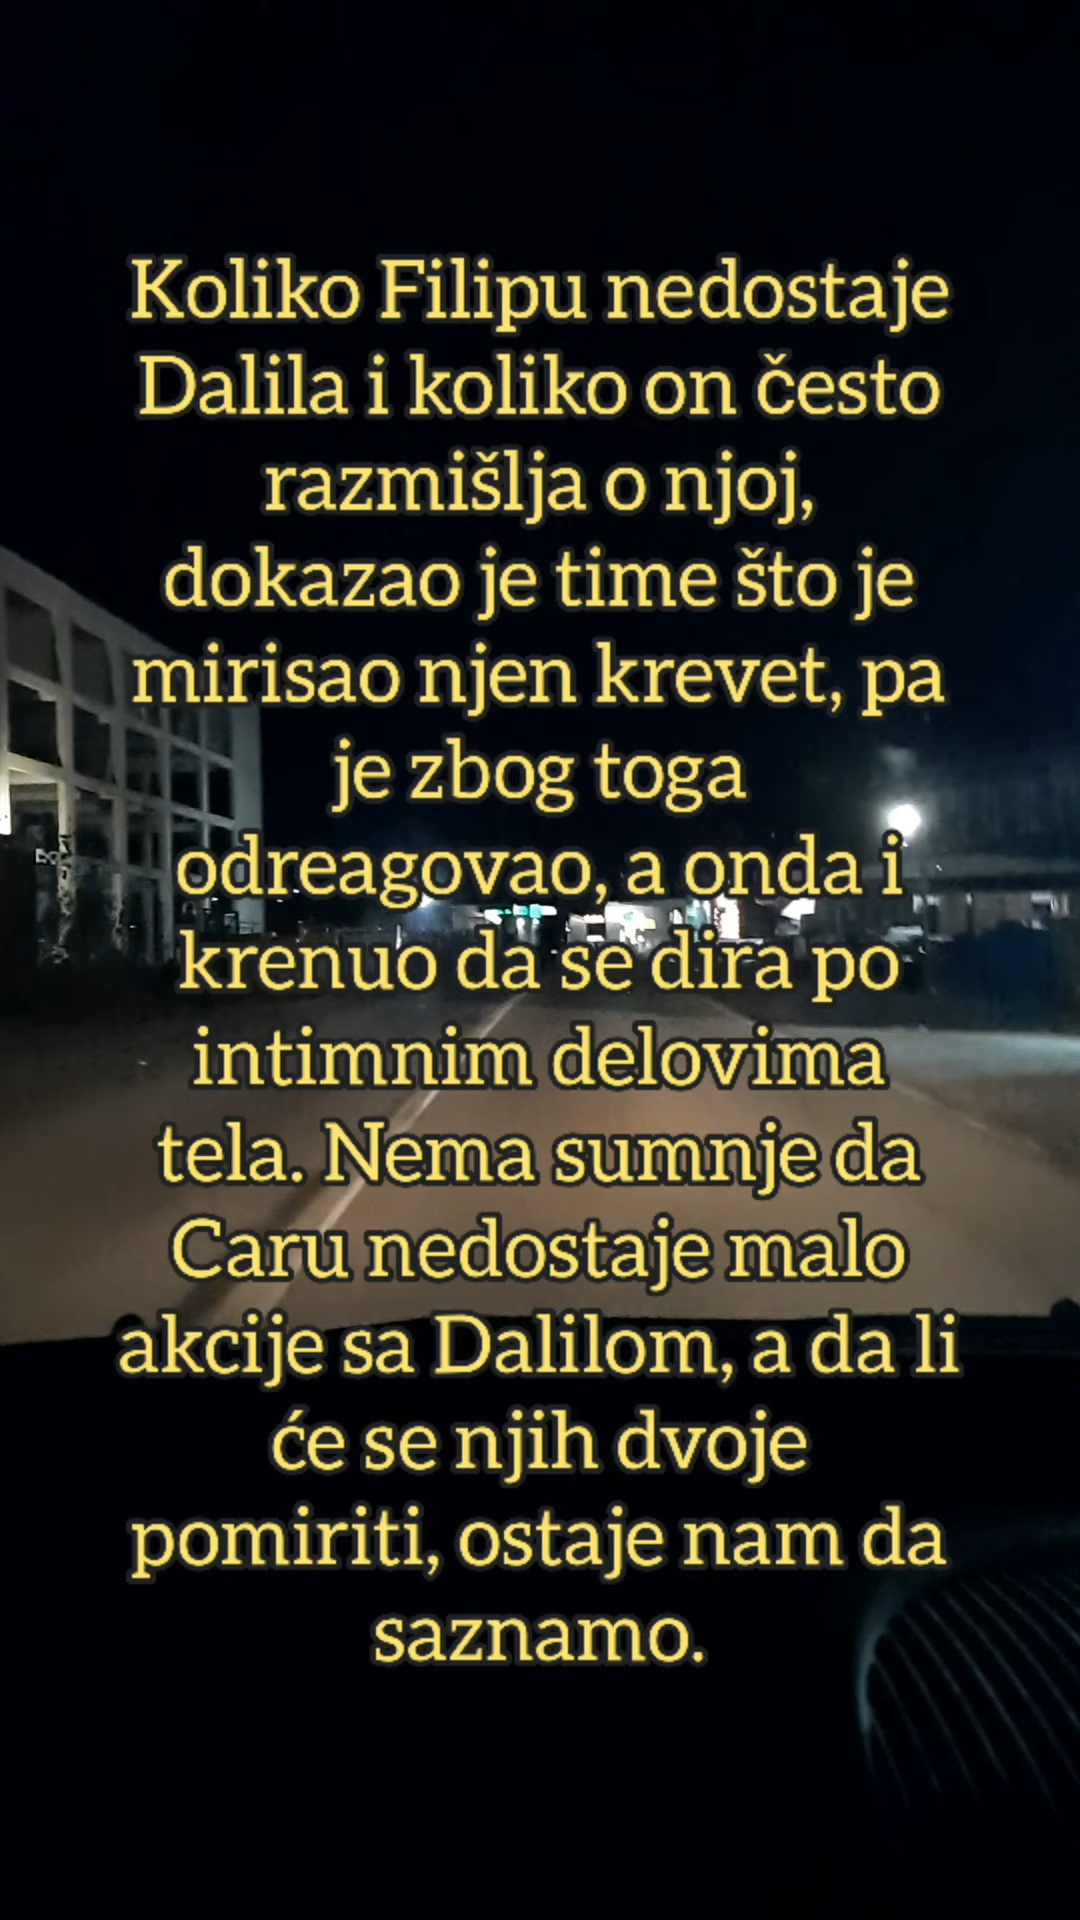 Koliko Filipu nedostaje
Dalila i koliko on često
razmišlja o njoj,
dokazao je time što je
mirisao njen krevet, pa
je zbog toga
odreagovao, a onda i
krenuo da se dira po
intimnim delovima
tela. Nema sumnje da
Caru nedostaje malo
akcije sa Dalilom, a da li
će se njih dvoje
pomiriti, ostaje nam da
saznamo.